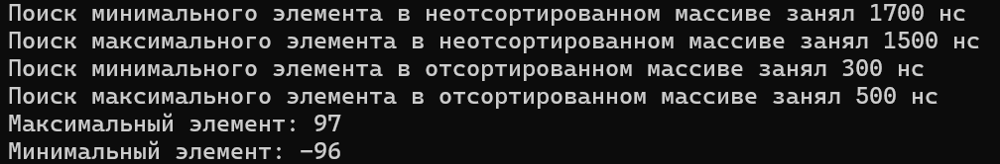 Поиск минимального элемента в неотсортированном массиве занял 1700 нс
Поиск максимального элемента в неотсортированном массиве занял 1500 нс
Поиск минимального элемента в отсортированном массиве занял 300 нс
Поиск максимального элемента в отсортированном массиве занял 500 нс
Максимальный элемент: 97
Минимальный элемент: -96